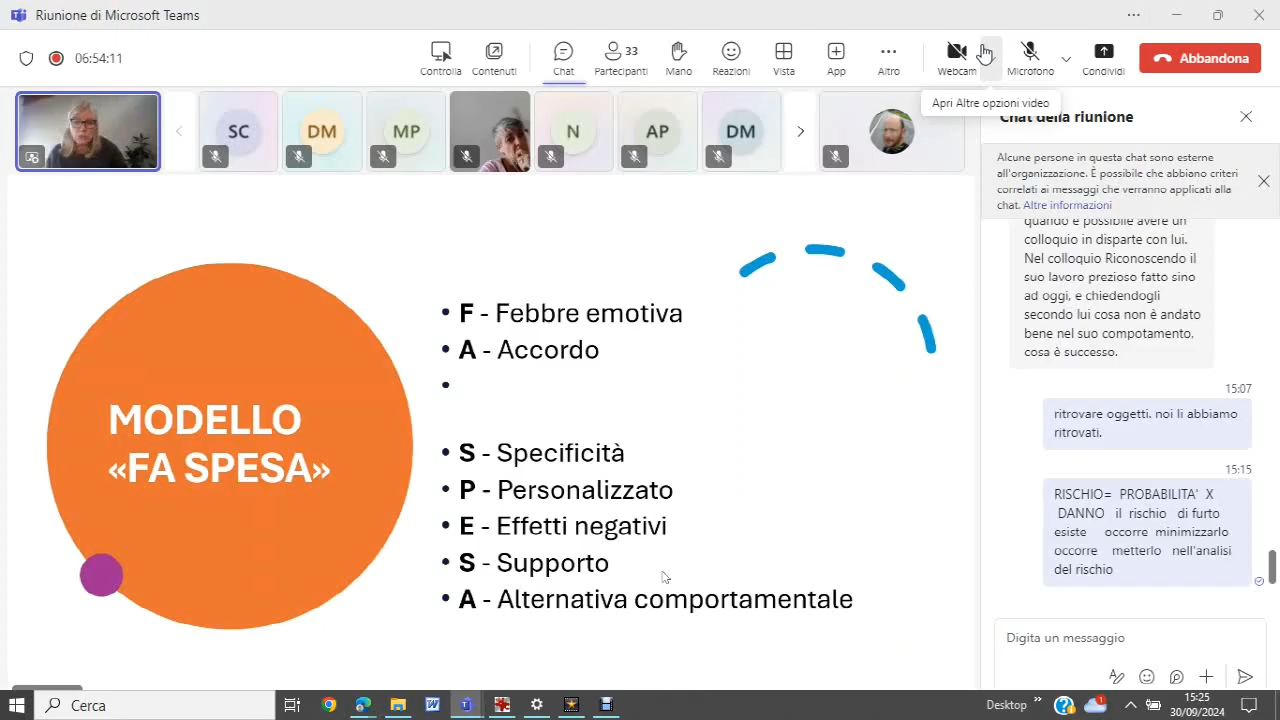 Riunione di Microsoft Teams
06:54:11
Controlla
Contenuti
Chat
33
Partecipanti
Mano
Reazioni
Vista
App
Altro
Webcam
Microfono
Condividi
Abbandona
Apri Altre opzioni video
SC
DM
MP
N
AP
DM
MODELLO
«FA SPESA»
• F - Febbre emotiva
• A - Accordo
•
• S - Specificità
• P - Personalizzato
• E - Effetti negativi
• S - Supporto
• A - Alternativa comportamentale
Chat della riunione
Alcune persone in questa chat sono esterne
all'organizzazione. È possibile che abbiano criteri
correlati ai messaggi che verranno applicati alla
chat. Altre informazioni
quando è possibile avere un
colloquio in disparte con lui.
Nel colloquio Riconoscendo il
suo lavoro prezioso fatto sino
ad oggi, e chiedendogli
secondo lui cosa non è andato
bene nel suo compotamento,
cosa è successo.
15:07
ritrovare oggetti. noi li abbiamo
ritrovati.
15:15
RISCHIO= PROBABILITA' X
DANNO il rischio di furto
esiste occorre minimizzarlo
occorre metterlo nell'analisi
del rischio
Digita un messaggio
Cerca
Desktop
15:25
30/09/2024